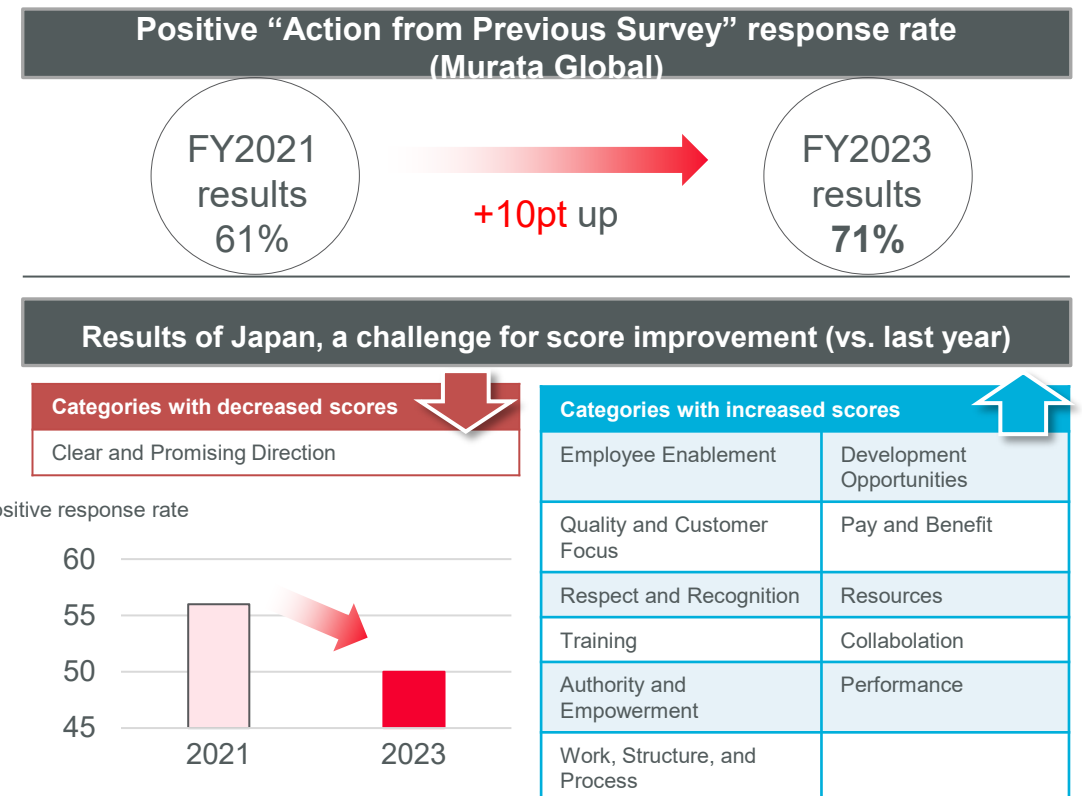 Positive “Action from Previous Survey” response rate
(Murata Global)
FY2021
results
61%
+10pt up
FY2023
results
71%
Results of Japan, a challenge for score improvement (vs. last year)
Categories with decreased scores
Clear and Promising Direction
ositive response rate
60
55
50
45
2021
2023
Categories with increased scores
Employee Enablement
Development
Opportunities
Quality and Customer
Focus
Pay and Benefit
Respect and Recognition
Resources
Training
Collabolation
Authority and
Empowerment
Performance
Work, Structure, and
Process